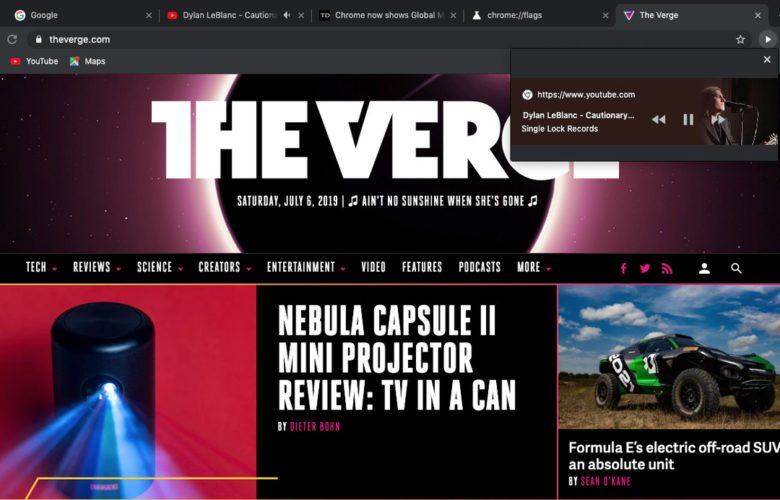 Google
Dylan LeBlanc - Cautionary
Chrome now shows Global M
chrome://flags
The Verge
theverge.com
YouTube
Maps
https://www.youtube.com
Dylan LeBlanc - Cautionary...
Single Lock Records
THE VERGE
SATURDAY, JULY 6, 2019 | 🎵 AIN'T NO SUNSHINE WHEN SHE'S GONE 🎵
TECH REVIEWS SCIENCE CREATORS ENTERTAINMENT VIDEO FEATURES PODCASTS MORE
NEBULA CAPSULE II
MINI PROJECTOR
REVIEW: TV IN A CAN
BY DIETER BOHN
Formula E's electric off-road SUV
an absolute unit
BY SEAN O'KANE